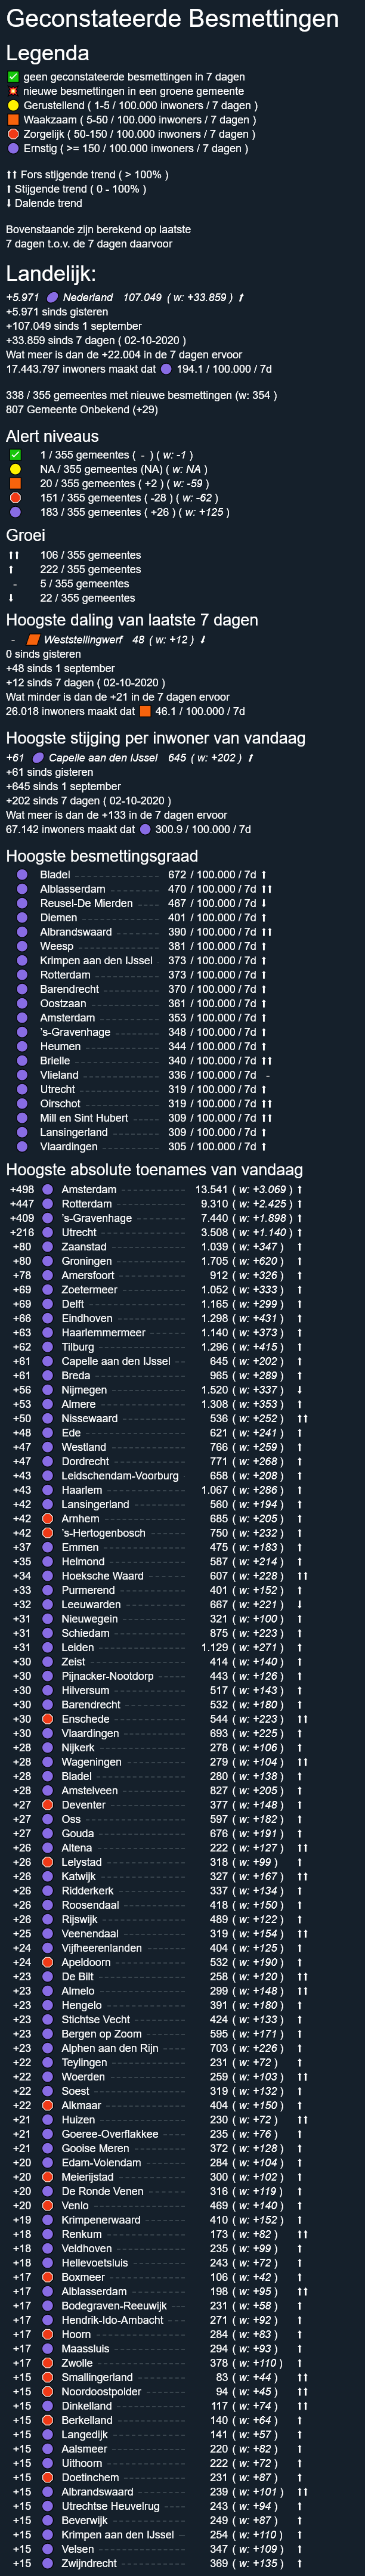 Geconstateerde Besmettingen
Legenda
geen geconstateerde besmettingen in 7 dagen
nieuwe besmettingen in een groene gemeente
Gerustellend ( 1-5 / 100.000 inwoners / 7 dagen )
Waakzaam ( 5-50 / 100.000 inwoners / 7 dagen )
Zorgelijk ( 50-150 / 100.000 inwoners / 7 dagen )
Ernstig ( >= 150 / 100.000 inwoners / 7 dagen )
⬆⬆ Fors stijgende trend ( > 100% )
⬆ Stijgende trend ( 0 - 100% )
⬇ Dalende trend
Bovenstaande zijn berekend op laatste
7 dagen t.o.v. de 7 dagen daarvoor
Landelijk:
+5.971 Nederland 107.049 ( w: +33.859 ) ⬆
+5.971 sinds gisteren
+107.049 sinds 1 september
+33.859 sinds 7 dagen ( 02-10-2020 )
Wat meer is dan de +22.004 in de 7 dagen ervoor
17.443.797 inwoners maakt dat 194.1 / 100.000 / 7d
338 / 355 gemeentes met nieuwe besmettingen (w: 354 )
807 Gemeente Onbekend (+29)
Alert niveaus
1 / 355 gemeentes ( - ) ( w: -1 )
NA / 355 gemeentes (NA) ( w: NA )
20 / 355 gemeentes ( +2 ) ( w: -59 )
151 / 355 gemeentes ( -28 ) ( w: -62 )
183 / 355 gemeentes ( +26 ) ( w: +125 )
Groei
⬆⬆ 106 / 355 gemeentes
⬆ 222 / 355 gemeentes
- 5 / 355 gemeentes
⬇ 22 / 355 gemeentes
Hoogste daling van laatste 7 dagen
- Weststellingwerf 48 ( w: +12 ) ⬇
0 sinds gisteren
+48 sinds 1 september
+12 sinds 7 dagen ( 02-10-2020 )
Wat minder is dan de +21 in de 7 dagen ervoor
26.018 inwoners maakt dat 46.1 / 100.000 / 7d
Hoogste stijging per inwoner van vandaag
+61 Capelle aan den IJssel 645 ( w: +202 ) ⬆
+61 sinds gisteren
+645 sinds 1 september
+202 sinds 7 dagen ( 02-10-2020 )
Wat meer is dan de +133 in de 7 dagen ervoor
67.142 inwoners maakt dat 300.9 / 100.000 / 7d
Hoogste besmettingsgraad
Bladel 672 / 100.000 / 7d ⬆
Alblasserdam 470 / 100.000 / 7d ⬆⬆
Reusel-De Mierden 467 / 100.000 / 7d ⬇
Diemen 401 / 100.000 / 7d ⬆
Albrandswaard 390 / 100.000 / 7d ⬆⬆
Weesp 381 / 100.000 / 7d ⬆
Krimpen aan den IJssel 373 / 100.000 / 7d ⬆
Rotterdam 373 / 100.000 / 7d ⬆
Barendrecht 370 / 100.000 / 7d ⬆
Oostzaan 361 / 100.000 / 7d ⬆
Amsterdam 353 / 100.000 / 7d ⬆
's-Gravenhage 348 / 100.000 / 7d ⬆
Heumen 344 / 100.000 / 7d ⬆
Brielle 340 / 100.000 / 7d ⬆⬆
Vlieland 336 / 100.000 / 7d -
Utrecht 319 / 100.000 / 7d ⬆
Oirschot 319 / 100.000 / 7d ⬆⬆
Mill en Sint Hubert 309 / 100.000 / 7d ⬆⬆
Lansingerland 309 / 100.000 / 7d ⬆
Vlaardingen 305 / 100.000 / 7d ⬆
Hoogste absolute toenames van vandaag
+498 Amsterdam 13.541 ( w: +3.069 ) ⬆
+447 Rotterdam 9.310 ( w: +2.425 ) ⬆
+409 's-Gravenhage 7.440 ( w: +1.898 ) ⬆
+216 Utrecht 3.508 ( w: +1.140 ) ⬆
+80 Zaanstad 1.039 ( w: +347 ) ⬆
+80 Groningen 1.705 ( w: +620 ) ⬆
+78 Amersfoort 912 ( w: +326 ) ⬆
+69 Zoetermeer 1.052 ( w: +333 ) ⬆
+69 Delft 1.165 ( w: +299 ) ⬆
+66 Eindhoven 1.298 ( w: +431 ) ⬆
+63 Haarlemmermeer 1.140 ( w: +373 ) ⬆
+62 Tilburg 1.296 ( w: +415 ) ⬆
+61 Capelle aan den IJssel 645 ( w: +202 ) ⬆
+61 Breda 965 ( w: +289 ) ⬆
+56 Nijmegen 1.520 ( w: +337 ) ⬇
+53 Almere 1.308 ( w: +353 ) ⬆
+50 Nissewaard 536 ( w: +252 ) ⬆⬆
+48 Ede 621 ( w: +241 ) ⬆
+47 Westland 766 ( w: +259 ) ⬆
+47 Dordrecht 771 ( w: +268 ) ⬆
+43 Leidschendam-Voorburg 658 ( w: +208 ) ⬆
+43 Haarlem 1.067 ( w: +286 ) ⬆
+42 Lansingerland 560 ( w: +194 ) ⬆
+42 Arnhem 685 ( w: +205 ) ⬆
+42 's-Hertogenbosch 750 ( w: +232 ) ⬆
+37 Emmen 475 ( w: +183 ) ⬆
+35 Helmond 587 ( w: +214 ) ⬆
+34 Hoeksche Waard 607 ( w: +228 ) ⬆⬆
+33 Purmerend 401 ( w: +152 ) ⬆
+32 Leeuwarden 667 ( w: +221 ) ⬇
+31 Nieuwegein 321 ( w: +100 ) ⬆
+31 Schiedam 875 ( w: +223 ) ⬆
+31 Leiden 1.129 ( w: +271 ) ⬆
+30 Zeist 414 ( w: +140 ) ⬆
+30 Pijnacker-Nootdorp 443 ( w: +126 ) ⬆
+30 Hilversum 517 ( w: +143 ) ⬆
+30 Barendrecht 532 ( w: +180 ) ⬆
+30 Enschede 544 ( w: +223 ) ⬆⬆
+30 Vlaardingen 693 ( w: +225 ) ⬆
+28 Nijkerk 278 ( w: +106 ) ⬆
+28 Wageningen 279 ( w: +104 ) ⬆⬆
+28 Bladel 280 ( w: +138 ) ⬆
+28 Amstelveen 827 ( w: +205 ) ⬆
+27 Deventer 377 ( w: +148 ) ⬆
+27 Oss 597 ( w: +182 ) ⬆
+27 Gouda 676 ( w: +191 ) ⬆
+26 Altena 222 ( w: +127 ) ⬆⬆
+26 Lelystad 318 ( w: +99 ) ⬆
+26 Katwijk 327 ( w: +167 ) ⬆⬆
+26 Ridderkerk 337 ( w: +134 ) ⬆
+26 Roosendaal 418 ( w: +150 ) ⬆
+26 Rijswijk 489 ( w: +122 ) ⬆
+25 Veenendaal 319 ( w: +154 ) ⬆⬆
+24 Vijfheerenlanden 404 ( w: +125 ) ⬆
+24 Apeldoorn 532 ( w: +190 ) ⬆
+23 De Bilt 258 ( w: +120 ) ⬆⬆
+23 Almelo 299 ( w: +148 ) ⬆⬆
+23 Hengelo 391 ( w: +180 ) ⬆
+23 Stichtse Vecht 424 ( w: +133 ) ⬆
+23 Bergen op Zoom 595 ( w: +171 ) ⬆
+23 Alphen aan den Rijn 703 ( w: +226 ) ⬆
+22 Teylingen 231 ( w: +72 ) ⬆
+22 Woerden 259 ( w: +103 ) ⬆⬆
+22 Soest 319 ( w: +132 ) ⬆
+22 Alkmaar 404 ( w: +150 ) ⬆
+21 Huizen 230 ( w: +72 ) ⬆⬆
+21 Goeree-Overflakkee 235 ( w: +76 ) ⬆
+21 Gooise Meren 372 ( w: +128 ) ⬆
+20 Edam-Volendam 284 ( w: +104 ) ⬆
+20 Meierijstad 300 ( w: +102 ) ⬆
+20 De Ronde Venen 316 ( w: +119 ) ⬆
+20 Venlo 469 ( w: +140 ) ⬆
+19 Krimpenerwaard 410 ( w: +152 ) ⬆
+18 Renkum 173 ( w: +82 ) ⬆⬆
+18 Veldhoven 235 ( w: +99 ) ⬆
+18 Hellevoetsluis 243 ( w: +72 ) ⬆
+17 Boxmeer 106 ( w: +42 ) ⬆
+17 Alblasserdam 198 ( w: +95 ) ⬆⬆
+17 Bodegraven-Reeuwijk 231 ( w: +58 ) ⬆
+17 Hendrik-Ido-Ambacht 271 ( w: +92 ) ⬆
+17 Hoorn 284 ( w: +83 ) ⬆
+17 Maassluis 294 ( w: +93 ) ⬆
+17 Zwolle 378 ( w: +110 ) ⬆
+15 Smallingerland 83 ( w: +44 ) ⬆⬆
+15 Noordoostpolder 94 ( w: +45 ) ⬆⬆
+15 Dinkelland 117 ( w: +74 ) ⬆⬆
+15 Berkelland 140 ( w: +64 ) ⬆
+15 Langedijk 141 ( w: +57 ) ⬆
+15 Aalsmeer 220 ( w: +82 ) ⬆
+15 Uithoorn 222 ( w: +72 ) ⬆
+15 Doetinchem 231 ( w: +87 ) ⬆
+15 Albrandswaard 239 ( w: +101 ) ⬆⬆
+15 Utrechtse Heuvelrug 243 ( w: +94 ) ⬆
+15 Beverwijk 249 ( w: +87 ) ⬆
+15 Krimpen aan den IJssel 254 ( w: +110 ) ⬆
+15 Velsen 347 ( w: +109 ) ⬆
+15 Zwijndrecht 369 ( w: +135 ) ⬆